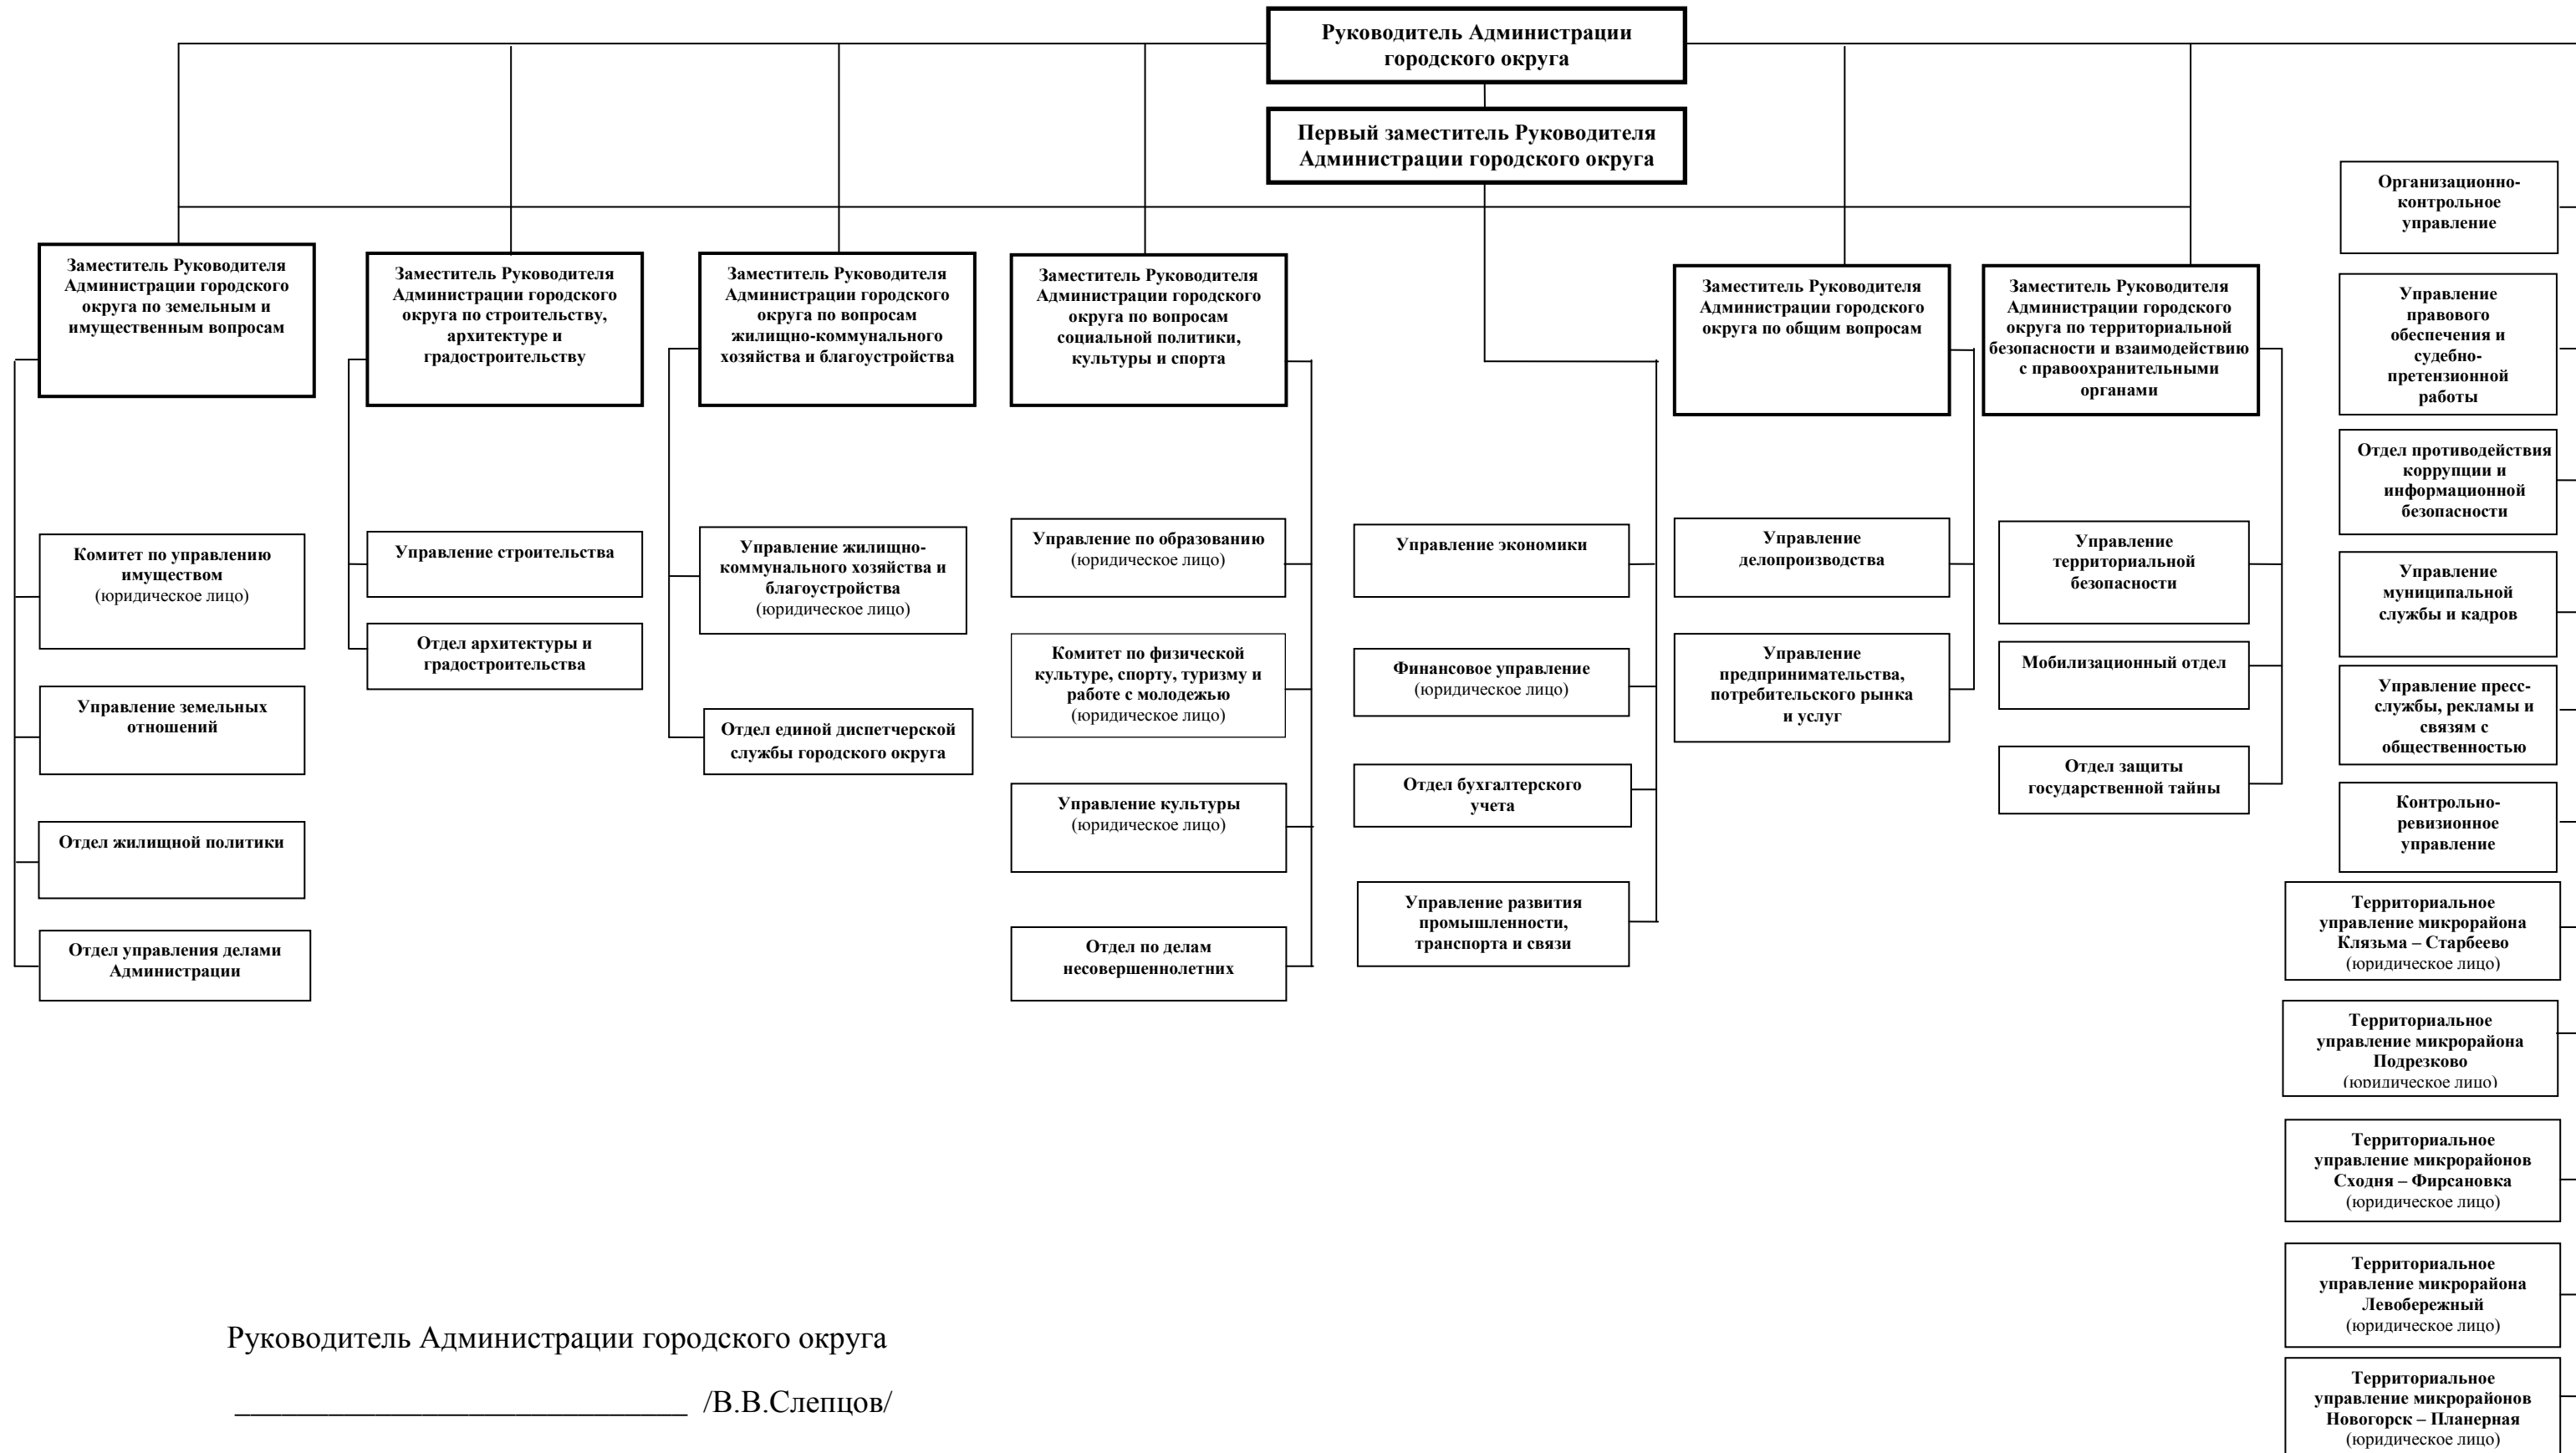 Руководитель Администрации
городского округа
Первый заместитель Руководителя
Администрации городского округа
Заместитель Руководителя
Администрации городского
округа по земельным и
имущественным вопросам
Заместитель Руководителя
Администрации городского
округа по строительству,
архитектуре и
градостроительству
Заместитель Руководителя
Администрации городского
округа по вопросам
жилищно-коммунального
хозяйства и благоустройства
Заместитель Руководителя
Администрации городского
округа по вопросам
социальной политики,
культуры и спорта
Заместитель Руководителя
Администрации городского
округа по общим вопросам
Заместитель Руководителя
Администрации городского
округа по территориальной
безопасности и взаимодействию
с правоохранительными
органами
Комитет по управлению
имуществом
(юридическое лицо)
Управление земельных
отношений
Отдел жилищной политики
Отдел управления делами
Администрации
Управление строительства
Отдел архитектуры и
градостроительства
Управление жилищно-
коммунального хозяйства и
благоустройства
(юридическое лицо)
Отдел единой диспетчерской
службы городского округа
Управление по образованию
(юридическое лицо)
Комитет по физической
культуре, спорту, туризму и
работе с молодежью
(юридическое лицо)
Управление культуры
(юридическое лицо)
Отдел по делам
несовершеннолетних
Управление экономики
Финансовое управление
(юридическое лицо)
Отдел бухгалтерского
учета
Управление развития
промышленности,
транспорта и связи
Управление
делопроизводства
Управление
предпринимательства,
потребительского рынка
и услуг
Управление
территориальной
безопасности
Мобилизационный отдел
Отдел защиты
государственной тайны
Организационно-
контрольное
управление
Управление
правового
обеспечения и
судебно-
претензионной
работы
Отдел противодействия
коррупции и
информационной
безопасности
Управление
муниципальной
службы и кадров
Управление пресс-
службы, рекламы и
связям с
общественностью
Контрольно-
ревизионное
управление
Территориальное
управление микрорайона
Клязьма – Старбеево
(юридическое лицо)
Территориальное
управление микрорайона
Подрезково
(юридическое лицо)
Территориальное
управление микрорайонов
Сходня – Фирсановка
(юридическое лицо)
Территориальное
управление микрорайона
Левобережный
(юридическое лицо)
Территориальное
управление микрорайонов
Новогорск – Планерная
(юридическое лицо)
Руководитель Администрации городского округа
_____________________________ /В.В.Слепцов/